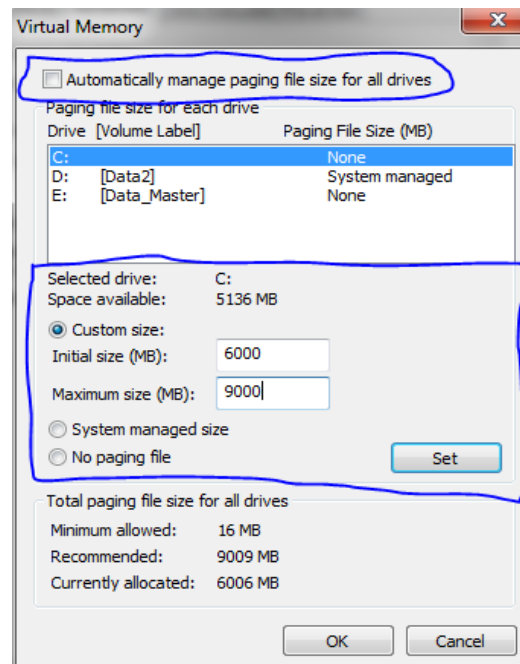 Virtual Memory
Automatically manage paging file size for all drives
Paging file size for each drive
Drive [Volume Label] Paging File Size (MB)
C: None
D: [Data2] System managed
E: [Data_Master] None
Selected drive: C:
Space available: 5136 MB
Custom size:
Initial size (MB): 6000
Maximum size (MB): 9000
System managed size
No paging file Set
Total paging file size for all drives
Minimum allowed: 16 MB
Recommended: 9009 MB
Currently allocated: 6006 MB
OK Cancel